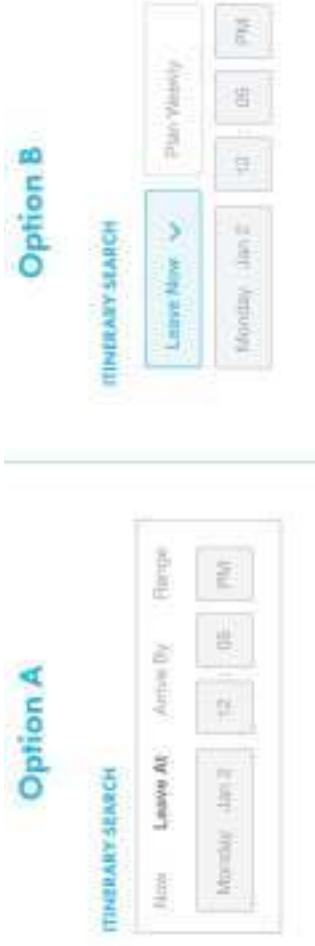 Option A
ITINERARY SEARCH
Now Leave At Arrive By Range
Monday Jan 2 12 05 PM
Option B
ITINERARY SEARCH
Leave Now Plan Weekly
Monday Jan 2 12 05 PM